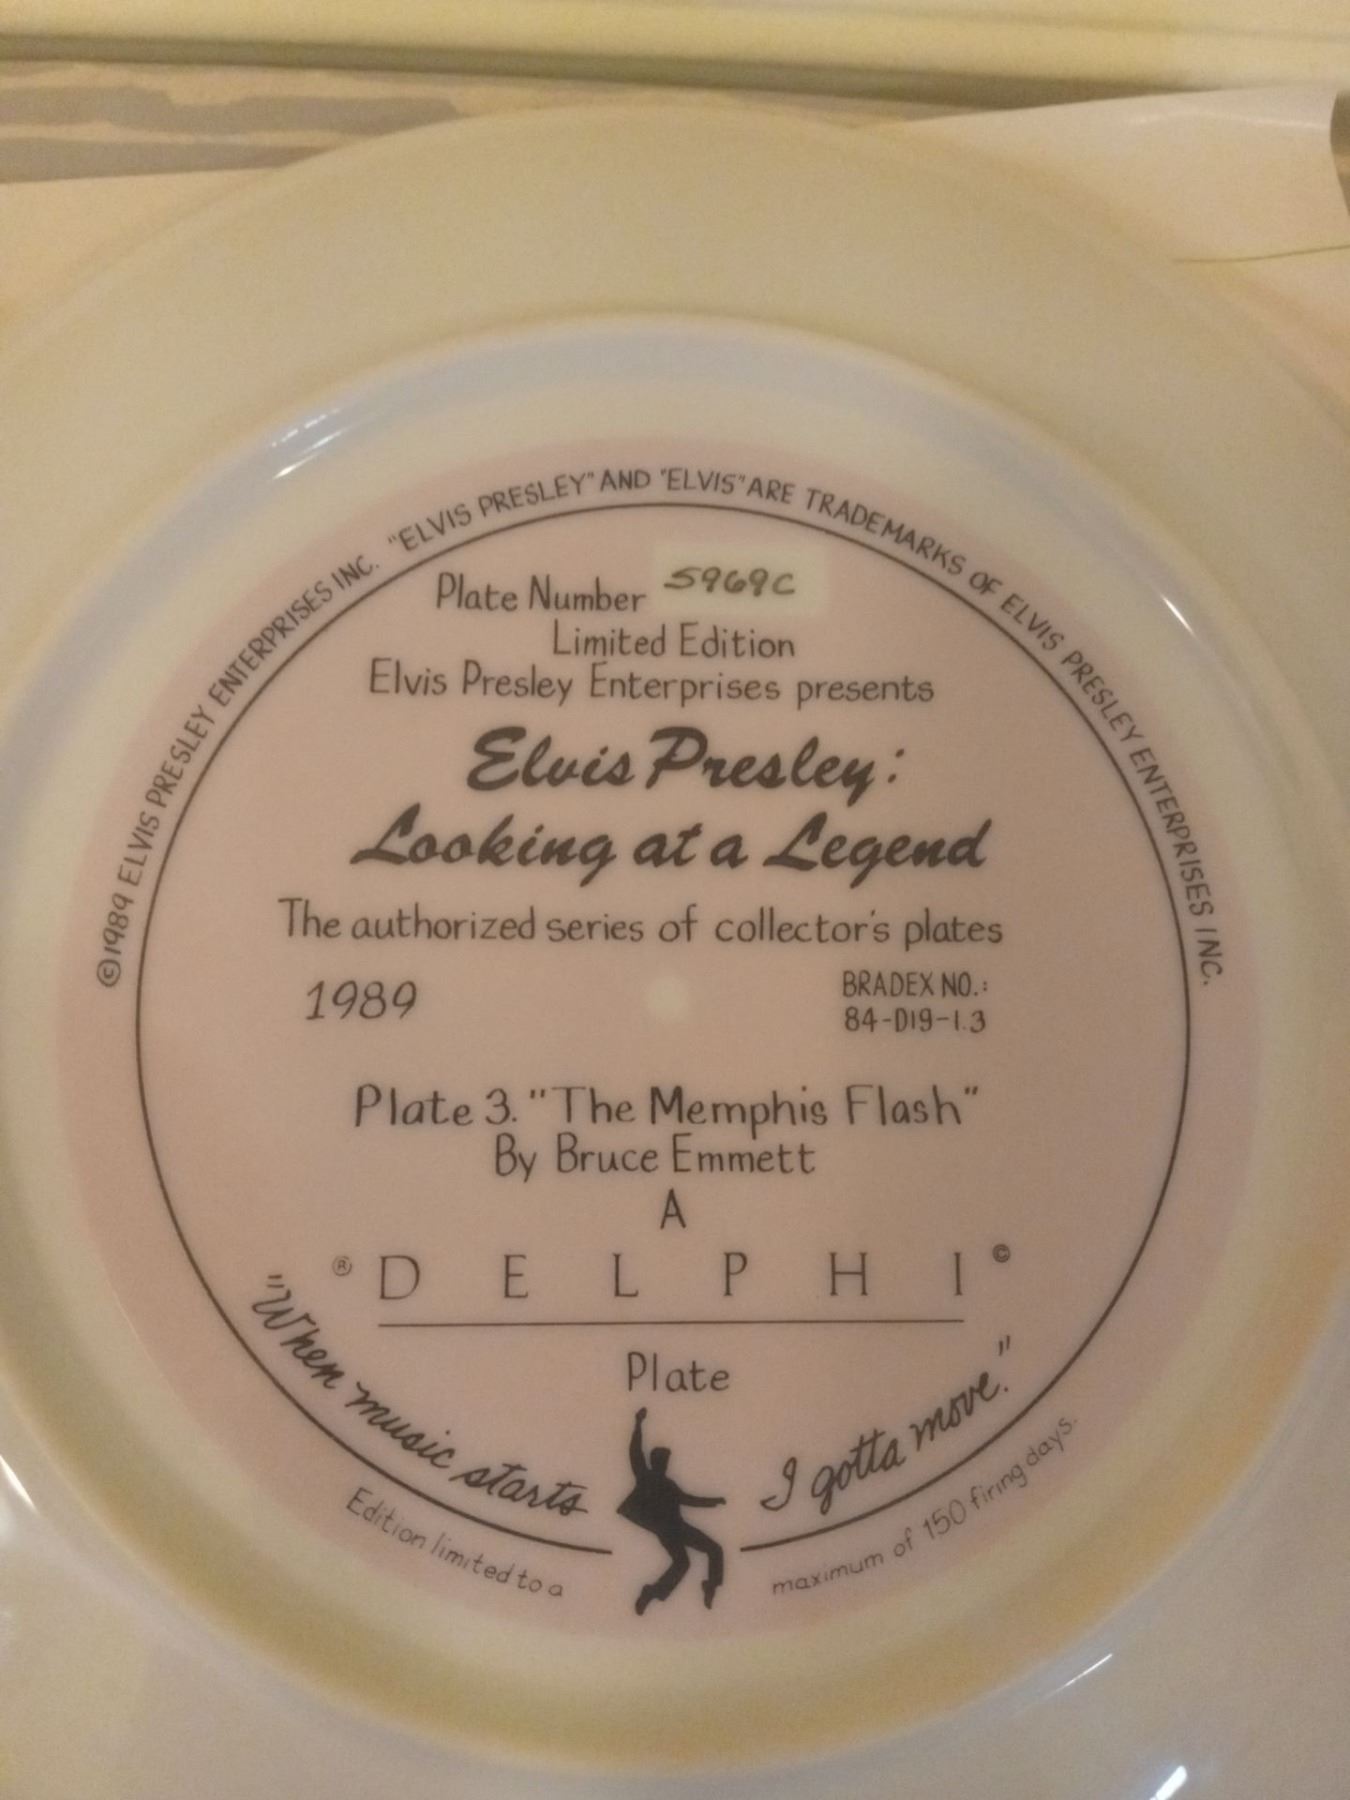 ©1989 ELVIS PRESLEY ENTERPRISES INC. "ELVIS PRESLEY" AND "ELVIS" ARE TRADEMARKS OF ELVIS PRESLEY ENTERPRISES INC.
Plate Number 5969C
Limited Edition
Elvis Presley Enterprises presents
Elvis Presley:
Looking at a Legend
The authorized series of collector's plates
1989
BRADEX NO.:
84-D19-1.3
Plate 3. "The Memphis Flash"
By Bruce Emmett
A
® DELPHI ©
Plate
"When music starts I gotta move."
Edition limited to a maximum of 150 firing days.